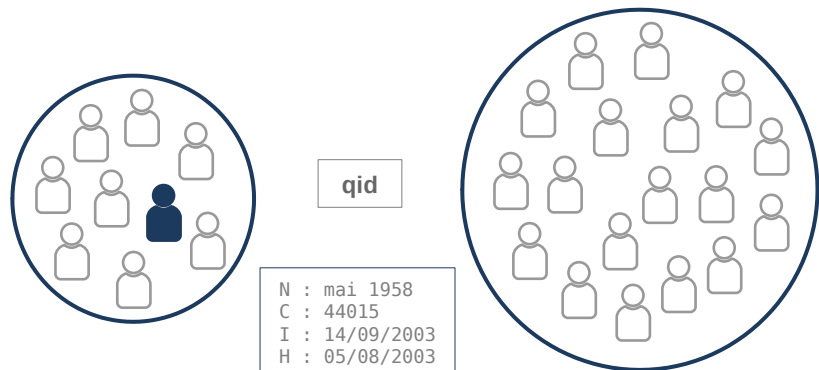 qid
N : mai 1958
C : 44015
I : 14/09/2003
H : 05/08/2003